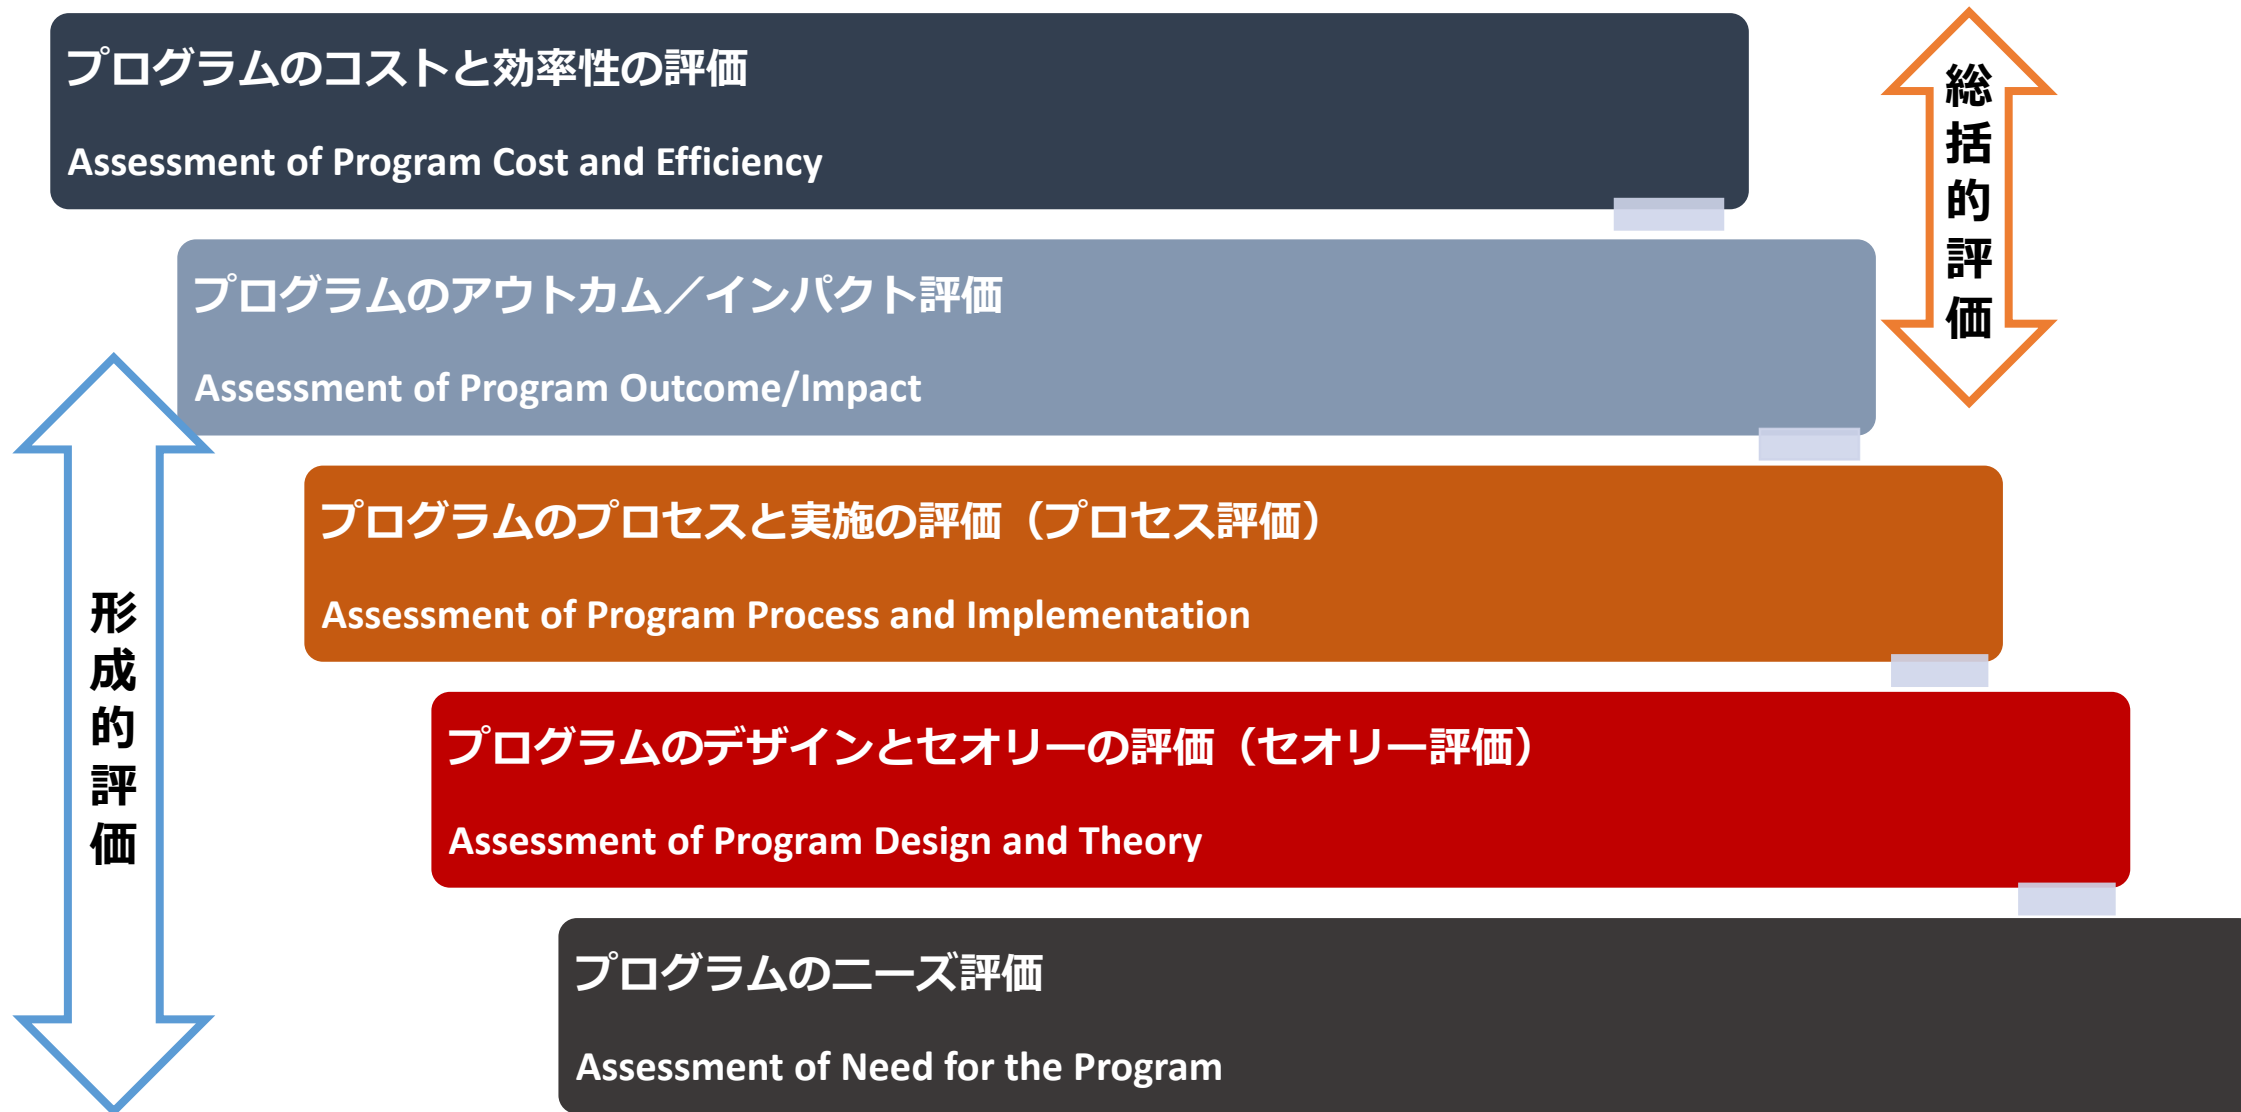 プログラムのコストと効率性の評価
Assessment of Program Cost and Efficiency
総括的評価
プログラムのアウトカム／インパクト評価
Assessment of Program Outcome/Impact
プログラムのプロセスと実施の評価（プロセス評価）
Assessment of Program Process and Implementation
形成的評価
プログラムのデザインとセオリーの評価（セオリー評価）
Assessment of Program Design and Theory
プログラムのニーズ評価
Assessment of Need for the Program